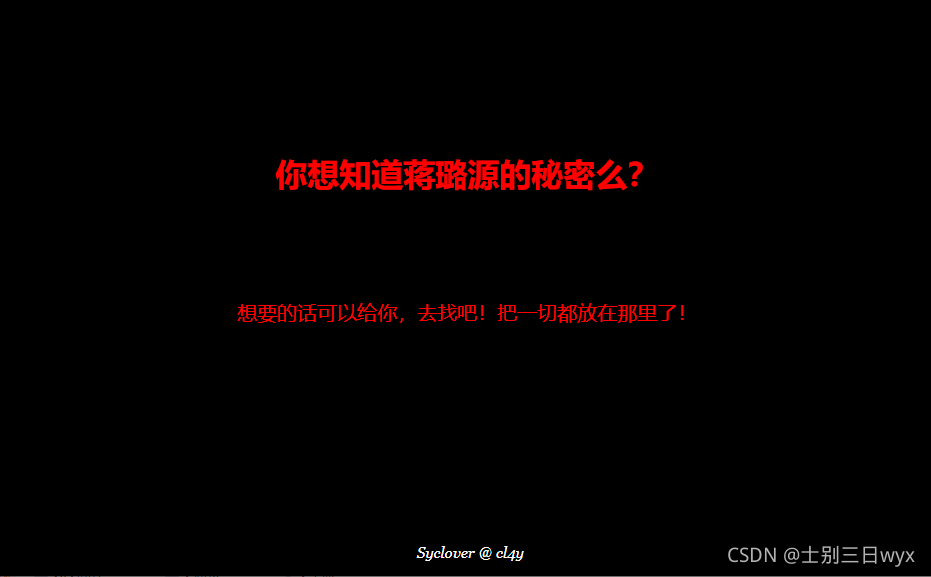 你想知道蒋璐源的秘密么?
想要的话可以给你，去找吧！把一切都放在那里了！
Syclover @ cl4y
CSDN @士别三日wyx